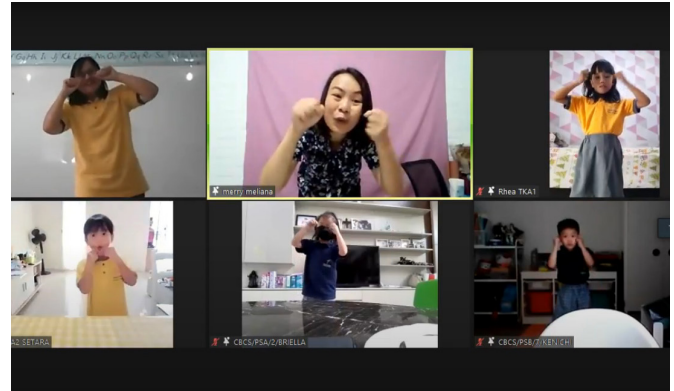 merry meliana
Rhea TKA1
A2 SETARA
CBCS/PSA/2/BRIELLA
CBCS/PSB/7-KEN CHI